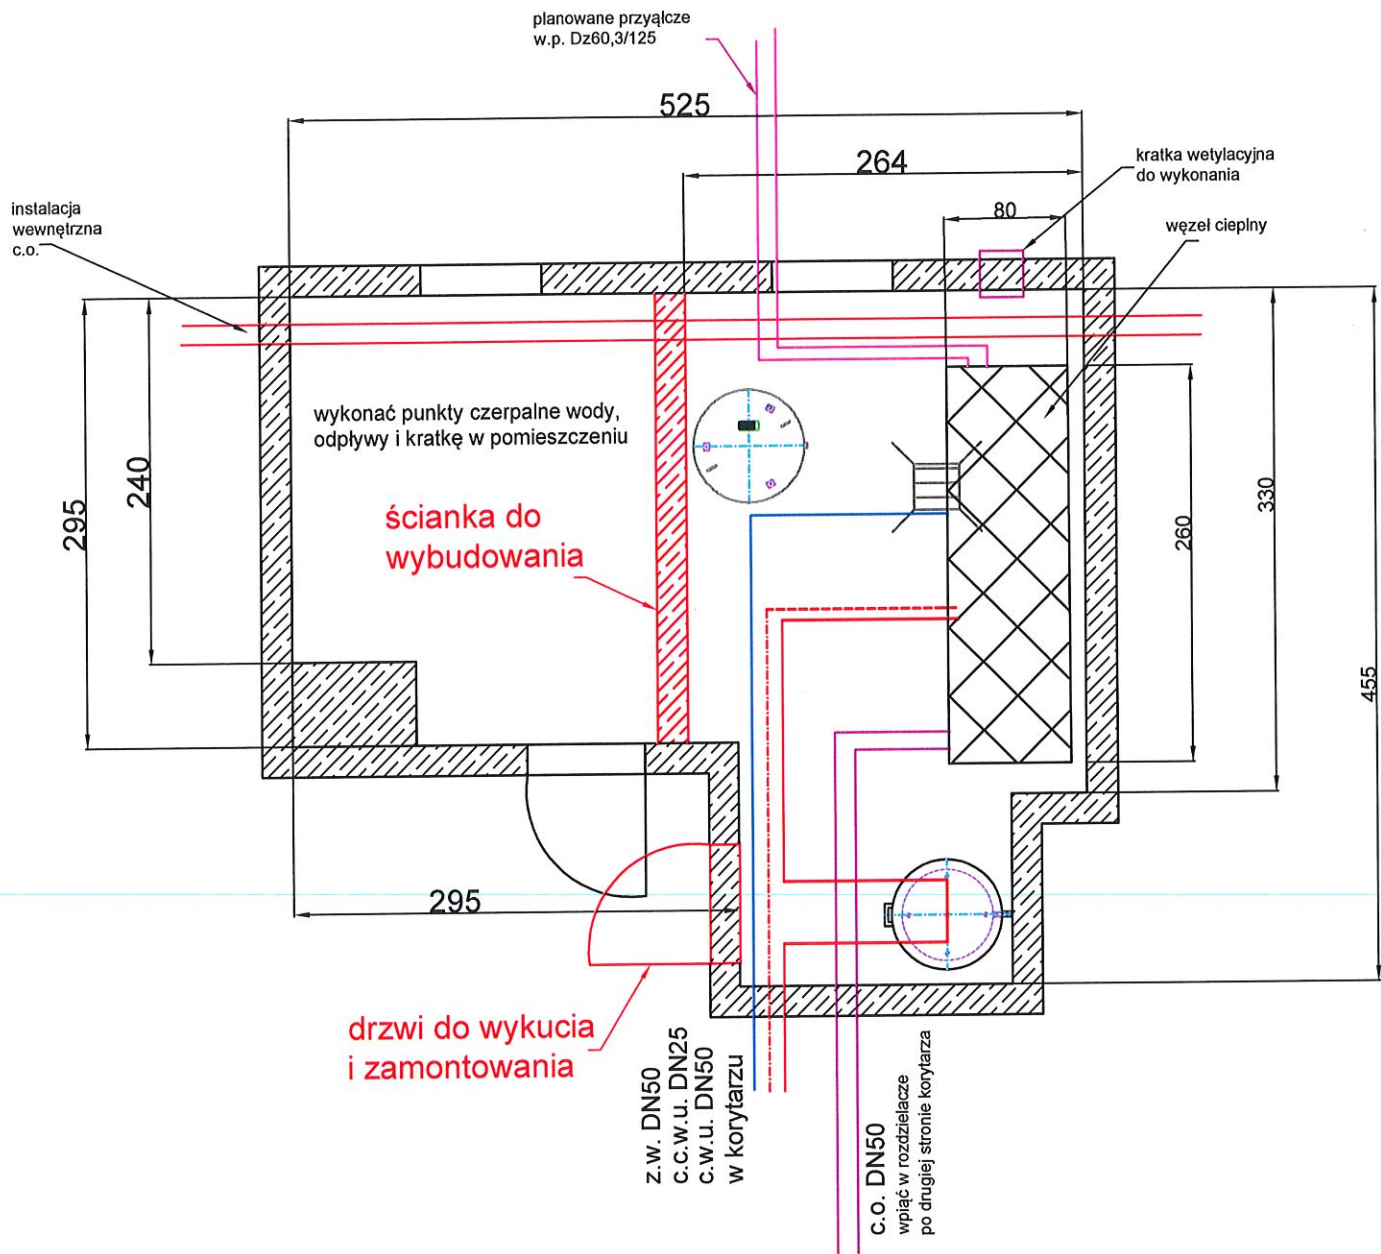 planowane przyąlcze
w.p. Dz60,3/125
525
264
kratka wetylacyjna
do wykonania
80
węzeł cieplny
instalacja
wewnętrzna
c.o.
wykonać punkty czerpalne wody,
odpływy i kratkę w pomieszczeniu
ścianka do
wybudowania
295
240
260
330
455
295
drzwi do wykucia
i zamontowania
z.w. DN50
c.c.w.u. DN25
c.w.u. DN50
w korytarzu
c.o. DN50
wpiąć w rozdzielacze
po drugiej stronie korytarza